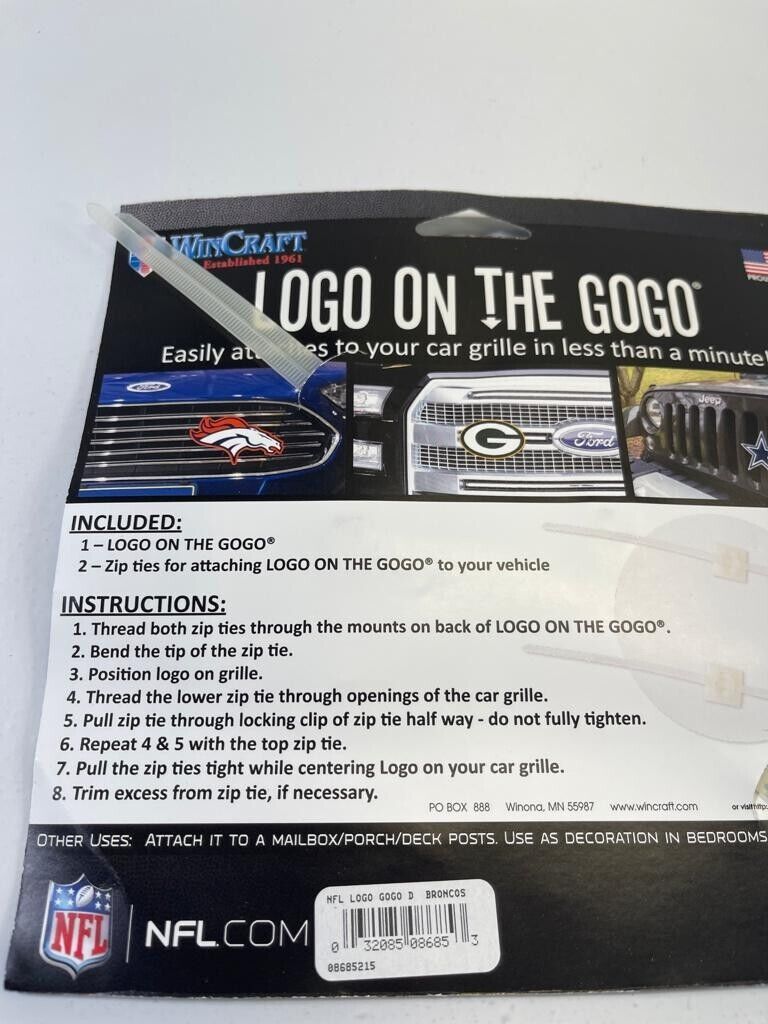 WINCRAFT
Established 1961
LOGO ON THE GOGO®
Easily to your car grille in less than a minute!
Ford
G
Ford
Jeep
INCLUDED:
1 – LOGO ON THE GOGO®
2 – Zip ties for attaching LOGO ON THE GOGO® to your vehicle
INSTRUCTIONS:
1. Thread both zip ties through the mounts on back of LOGO ON THE GOGO®.
2. Bend the tip of the zip tie.
3. Position logo on grille.
4. Thread the lower zip tie through openings of the car grille.
5. Pull zip tie through locking clip of zip tie half way - do not fully tighten.
6. Repeat 4 & 5 with the top zip tie.
7. Pull the zip ties tight while centering Logo on your car grille.
8. Trim excess from zip tie, if necessary.
PO BOX 888 Winona, MN 55987 www.wincraft.com or visit
OTHER USES: ATTACH IT TO A MAILBOX/PORCH/DECK POSTS. USE AS DECORATION IN BEDROOMS
NFL
NFL.COM
NFL LOGO GOGO D BRONCOS
0 32085 08685 3
08685215